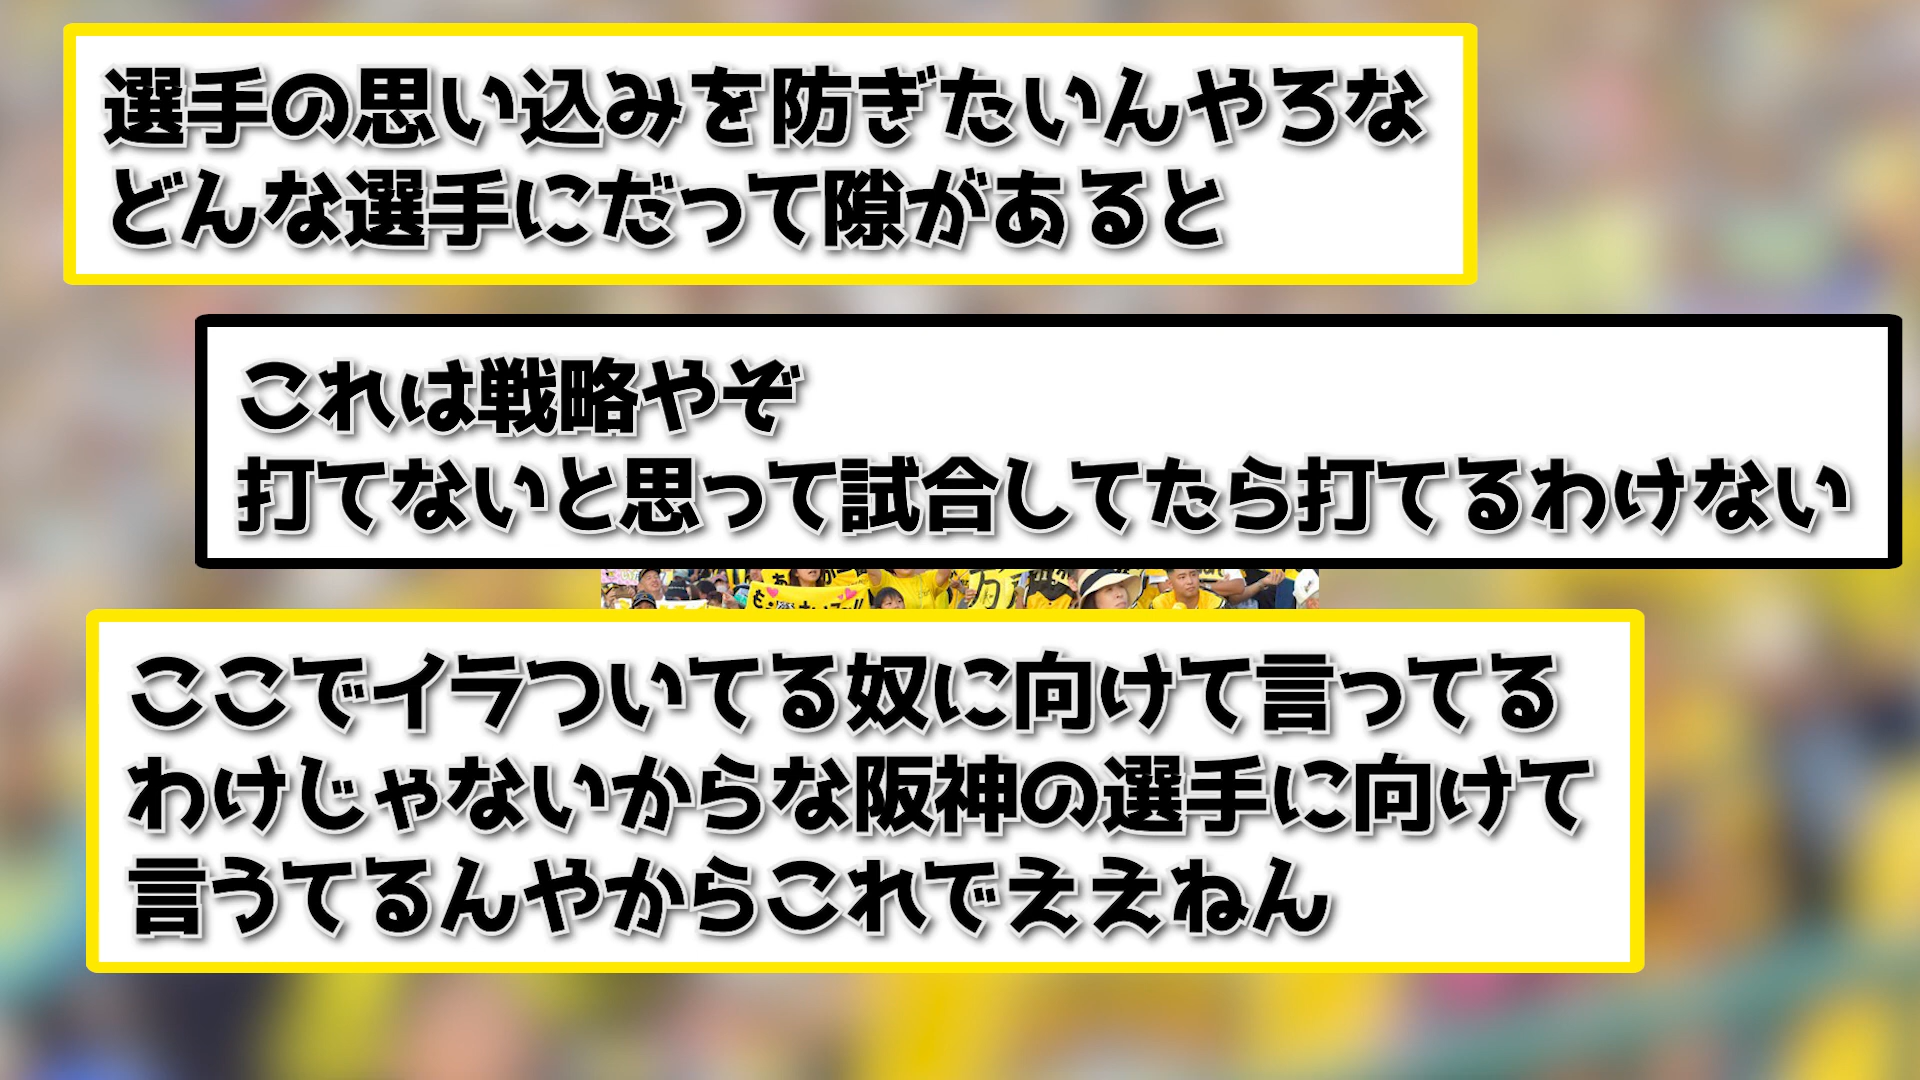 選手の思い込みを防ぎたいんやろな
どんな選手にだって隙があると
これは戦略やぞ
打てないと思って試合してたら打てるわけない
ここでイラついてる奴に向けて言ってる
わけじゃないからな阪神の選手に向けて
言うてるんやからこれでええねん